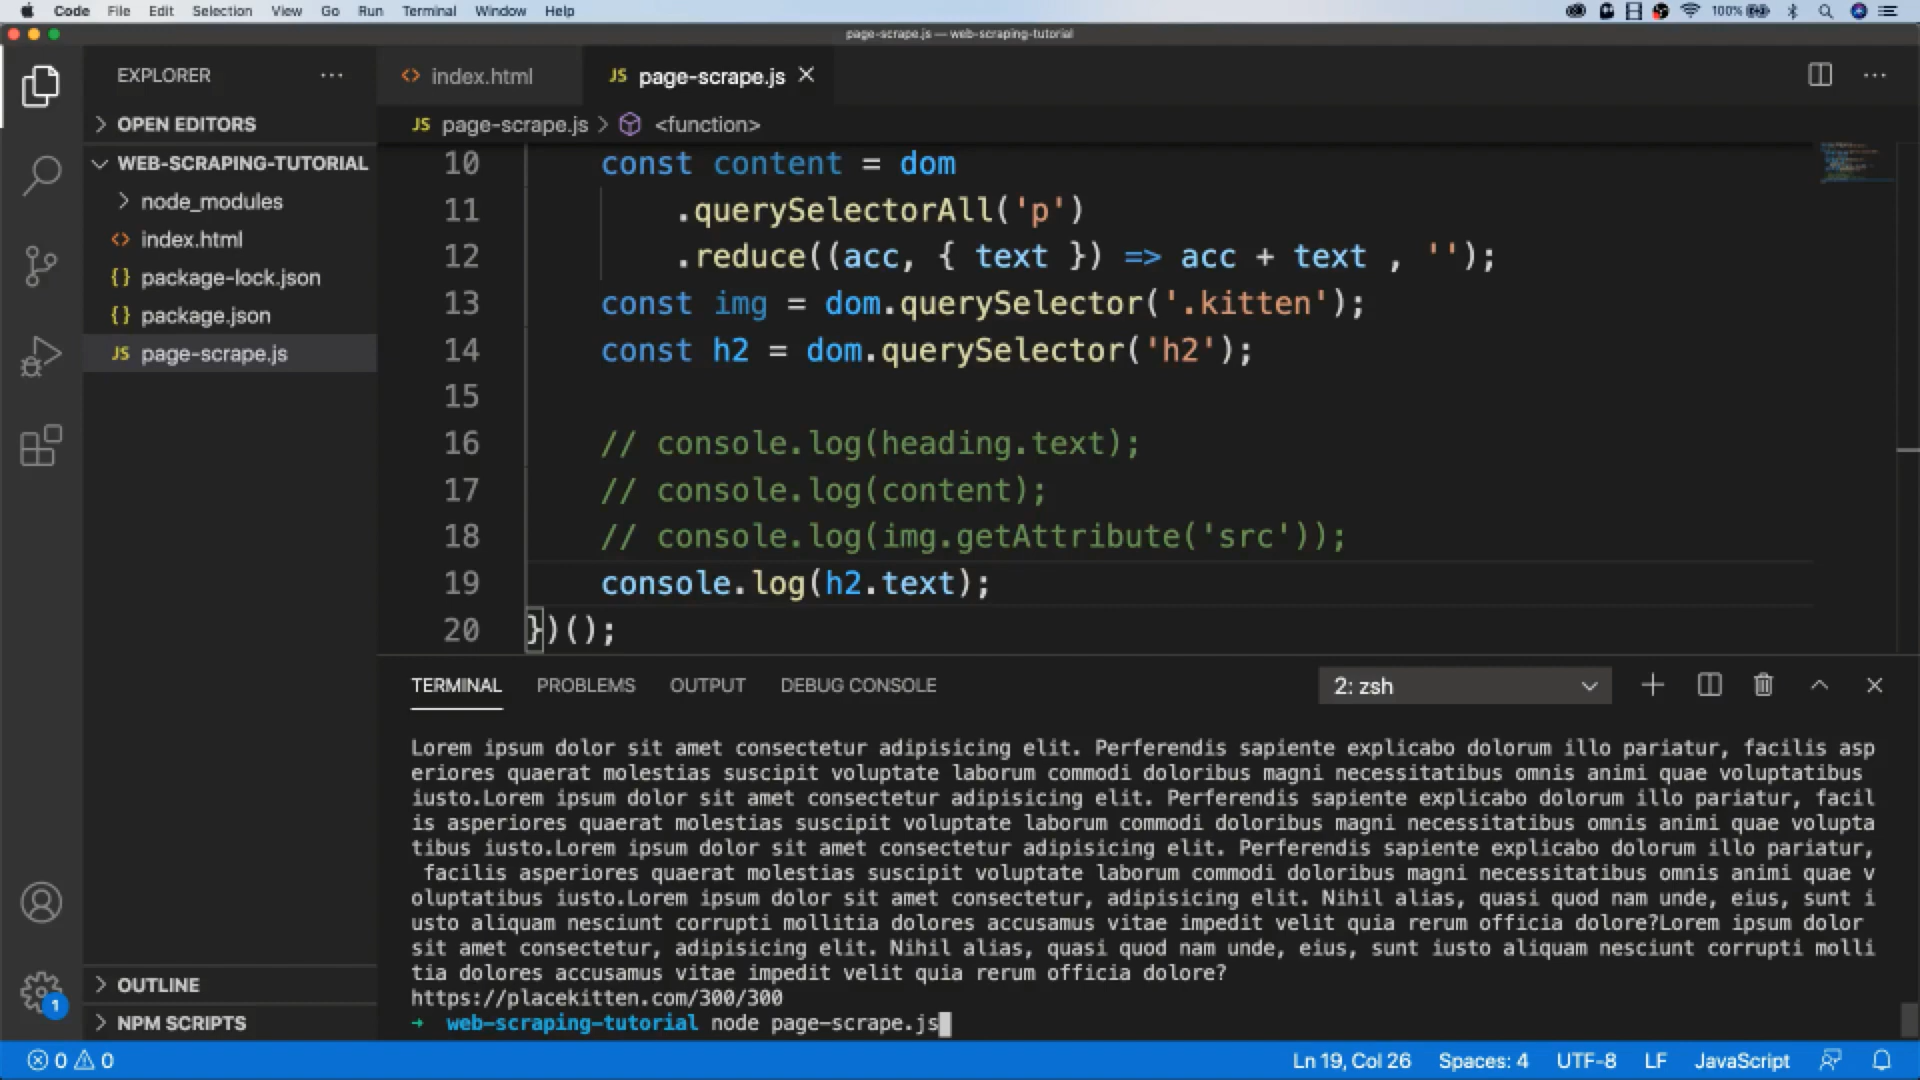 Code File Edit Selection View Go Run Terminal Window Help 100%
page-scrape.js — web-scraping-tutorial
EXPLORER
OPEN EDITORS
WEB-SCRAPING-TUTORIAL
node_modules
<> index.html
{} package-lock.json
{} package.json
JS page-scrape.js
OUTLINE
NPM SCRIPTS
1
<> index.html
JS page-scrape.js
JS page-scrape.js > <function>
10 const content = dom
11 .querySelectorAll('p')
12 .reduce((acc, { text }) => acc + text , '');
13 const img = dom.querySelector('.kitten');
14 const h2 = dom.querySelector('h2');
15
16 // console.log(heading.text);
17 // console.log(content);
18 // console.log(img.getAttribute('src'));
19 console.log(h2.text);
20 })();
TERMINAL PROBLEMS OUTPUT DEBUG CONSOLE 2: zsh
Lorem ipsum dolor sit amet consectetur adipisicing elit. Perferendis sapiente explicabo dolorum illo pariatur, facilis asp
eriores quaerat molestias suscipit voluptate laborum commodi doloribus magni necessitatibus omnis animi quae voluptatibus
iusto.Lorem ipsum dolor sit amet consectetur adipisicing elit. Perferendis sapiente explicabo dolorum illo pariatur, facil
is asperiores quaerat molestias suscipit voluptate laborum commodi doloribus magni necessitatibus omnis animi quae volupta
tibus iusto.Lorem ipsum dolor sit amet consectetur adipisicing elit. Perferendis sapiente explicabo dolorum illo pariatur,
facilis asperiores quaerat molestias suscipit voluptate laborum commodi doloribus magni necessitatibus omnis animi quae v
oluptatibus iusto.Lorem ipsum dolor sit amet consectetur, adipisicing elit. Nihil alias, quasi quod nam unde, eius, sunt i
usto aliquam nesciunt corrupti mollitia dolores accusamus vitae impedit velit quia rerum officia dolore?Lorem ipsum dolor
sit amet consectetur, adipisicing elit. Nihil alias, quasi quod nam unde, eius, sunt iusto aliquam nesciunt corrupti molli
tia dolores accusamus vitae impedit velit quia rerum officia dolore?
https://placekitten.com/300/300
→ web-scraping-tutorial node page-scrape.js
0 0 Ln 19, Col 26 Spaces: 4 UTF-8 LF JavaScript